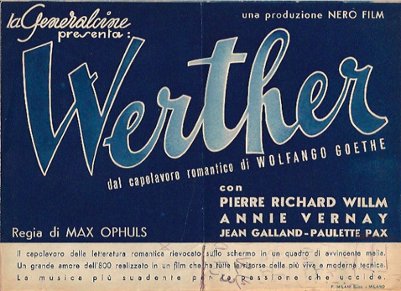 la Generalcine
presenta:
una produzione NERO FILM
Werther
dal capolavoro romantico di WOLFANGO GOETHE
con
PIERRE RICHARD WILLM
ANNIE VERNAY
JEAN GALLAND - PAULETTE PAX
Regia di MAX OPHULS
Il capolavoro della letteratura romantica rievocato sullo schermo in un quadro di avvincente malia.
Un grande amore dell'800 realizzato in un film che ha tutte le risorse della più viva e moderna tecnica.
La musica più suadente per la passione che uccide.
MILANO